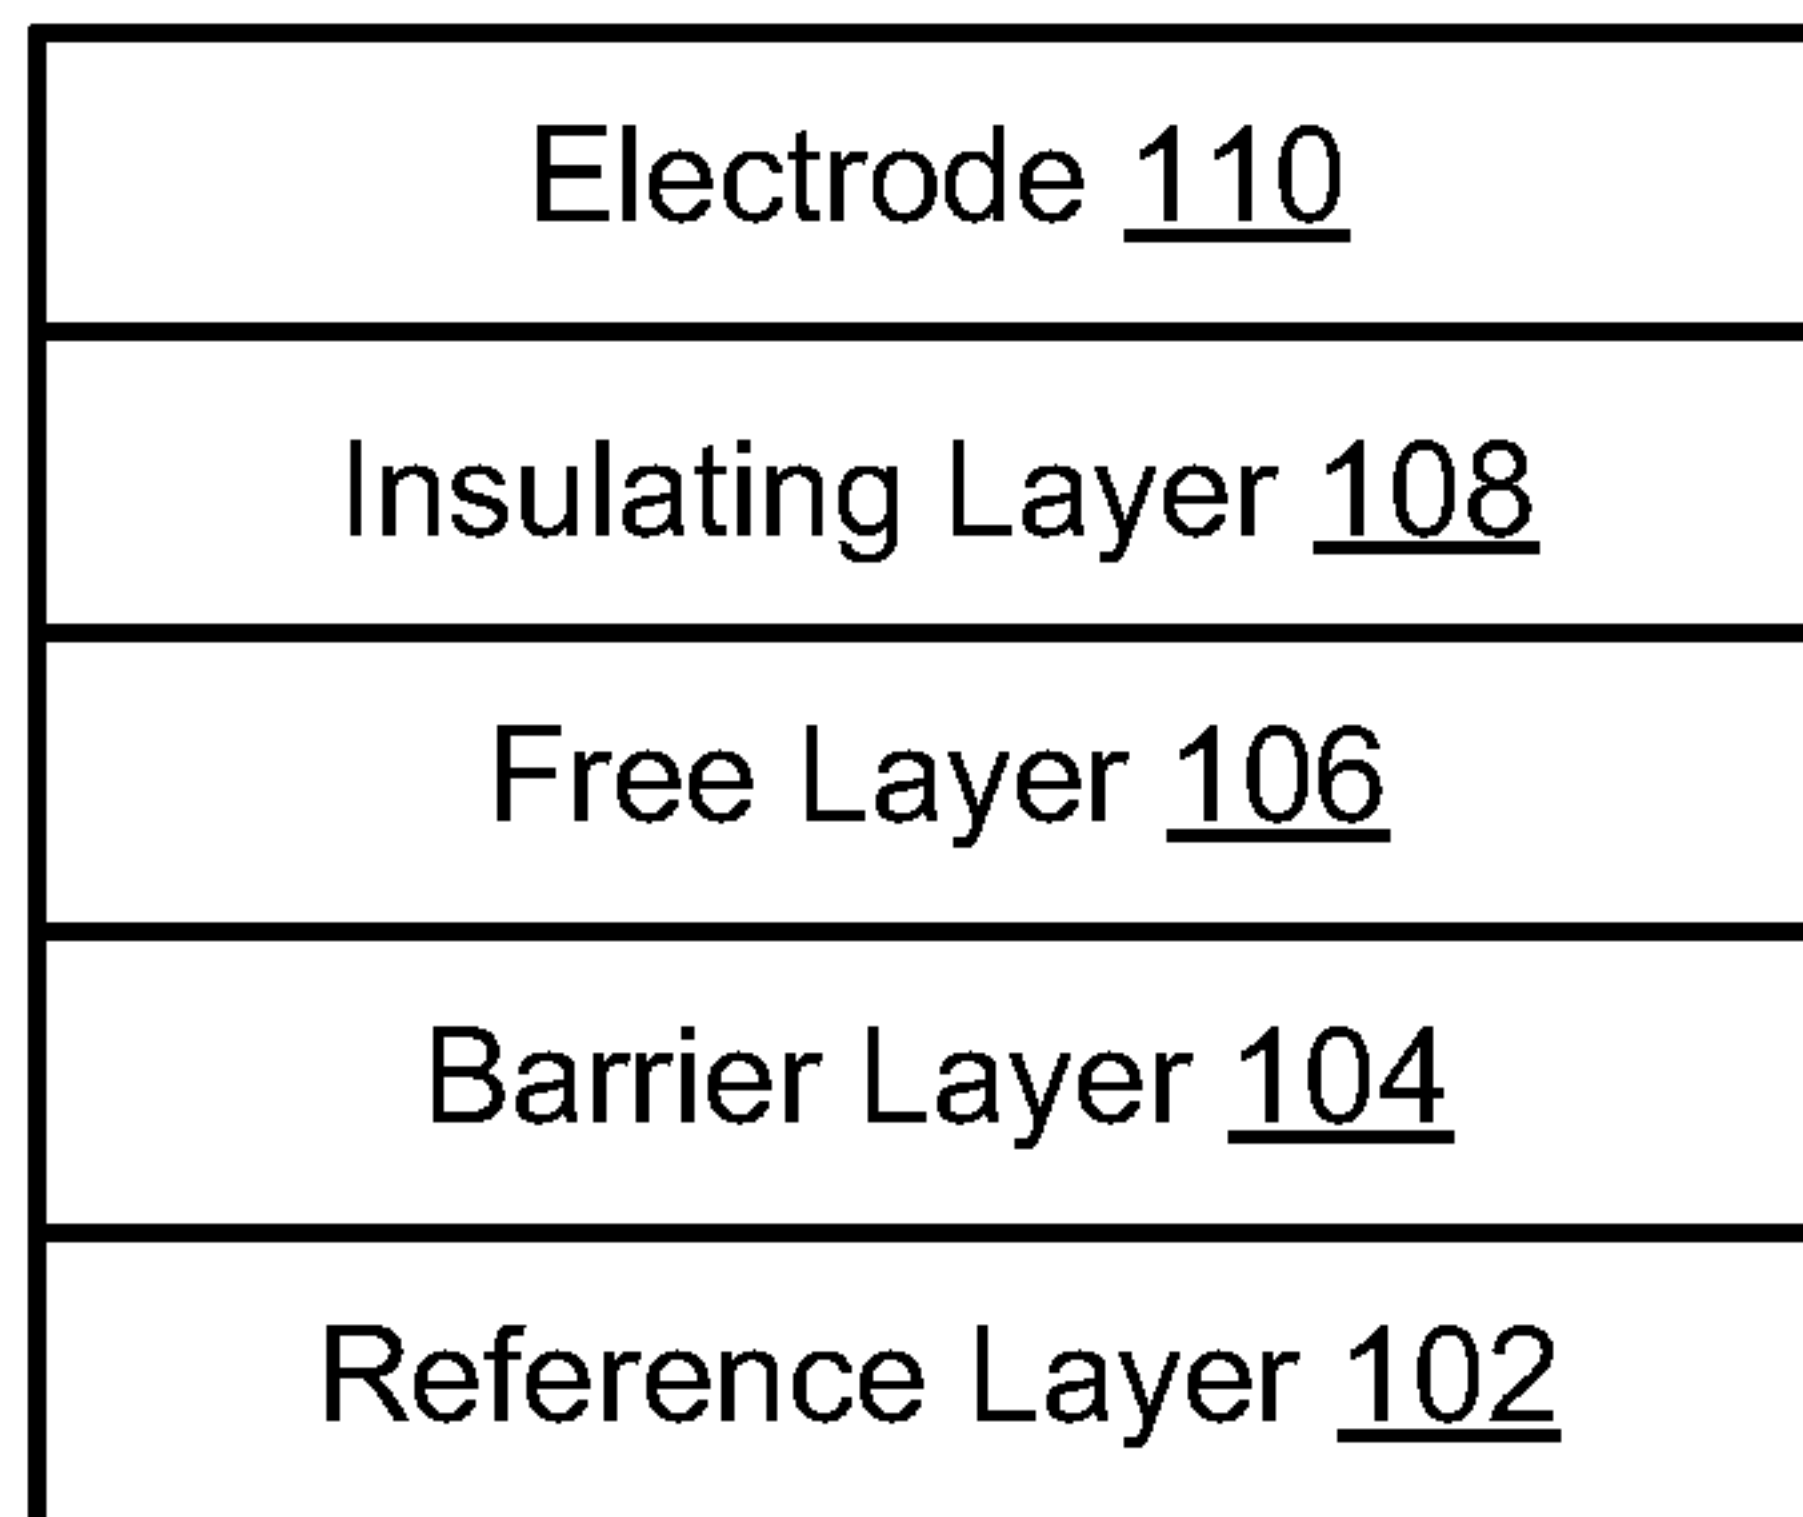 Electrode 110
Insulating Layer 108
Free Layer 106
Barrier Layer 104
Reference Layer 102